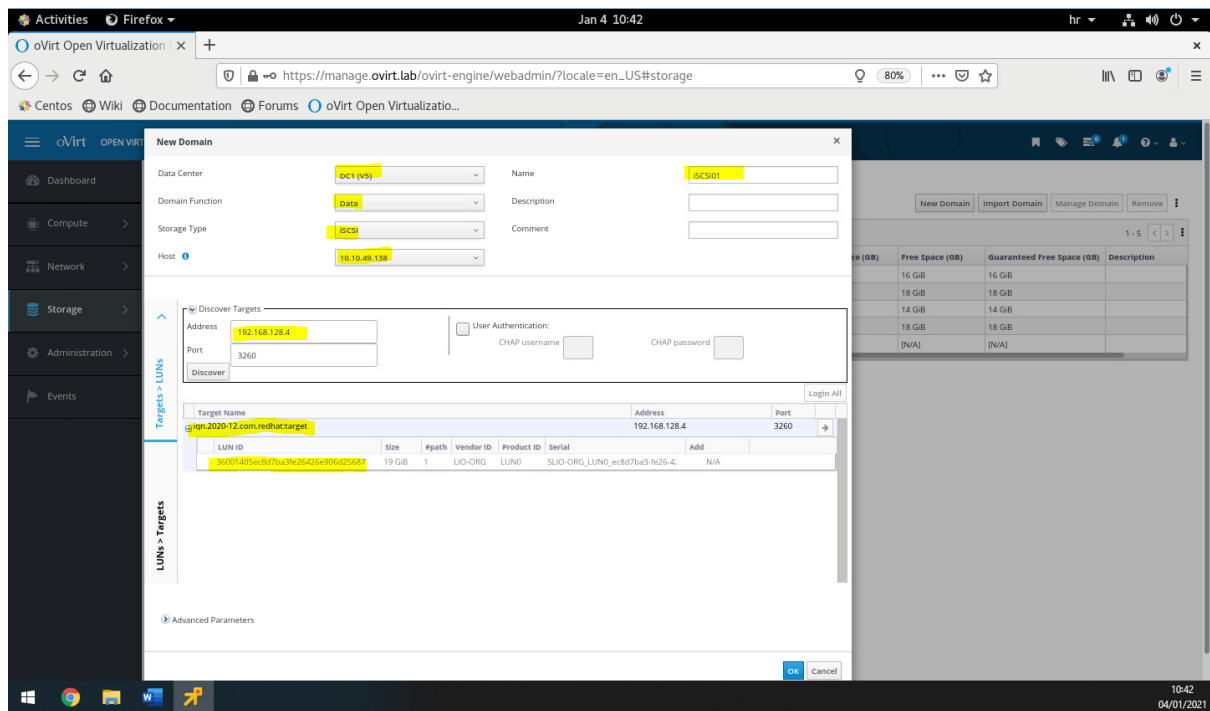 Activities Firefox Jan 4 10:42 hr
oVirt Open Virtualization ×
https://manage.ovirt.lab/ovirt-engine/webadmin/?locale=en_US#storage 80%
Centos Wiki Documentation Forums oVirt Open Virtualizatio...
oVirt OPEN VIRT
Dashboard
Compute
Network
Storage
Administration
Events
New Domain
Data Center DC1 (V5) Name iSCSI01
Domain Function Data Description
Storage Type iSCSI Comment
Host 10.10.49.138
Targets > LUNs
LUNs > Targets
Discover Targets
Address 192.168.128.4 User Authentication:
CHAP username CHAP password
Port 3260
Discover
Login All
Target Name Address Port
iqn.2020-12.com.redhat:target 192.168.128.4 3260
LUN ID Size #path Vendor ID Product ID Serial Add
36001405ec8d7ba3fe26426e906d25687 19 GiB 1 LIO-ORG LUN0 SLIO-ORG_LUN0_ec8d7ba3-fe26-42 N/A
Advanced Parameters
OK Cancel
New Domain Import Domain Manage Domain Remove
1 - 5
ce (GB) Free Space (GB) Guaranteed Free Space (GB) Description
16 GiB 16 GiB
18 GiB 18 GiB
14 GiB 14 GiB
18 GiB 18 GiB
[N/A] [N/A]
10:42
04/01/2021